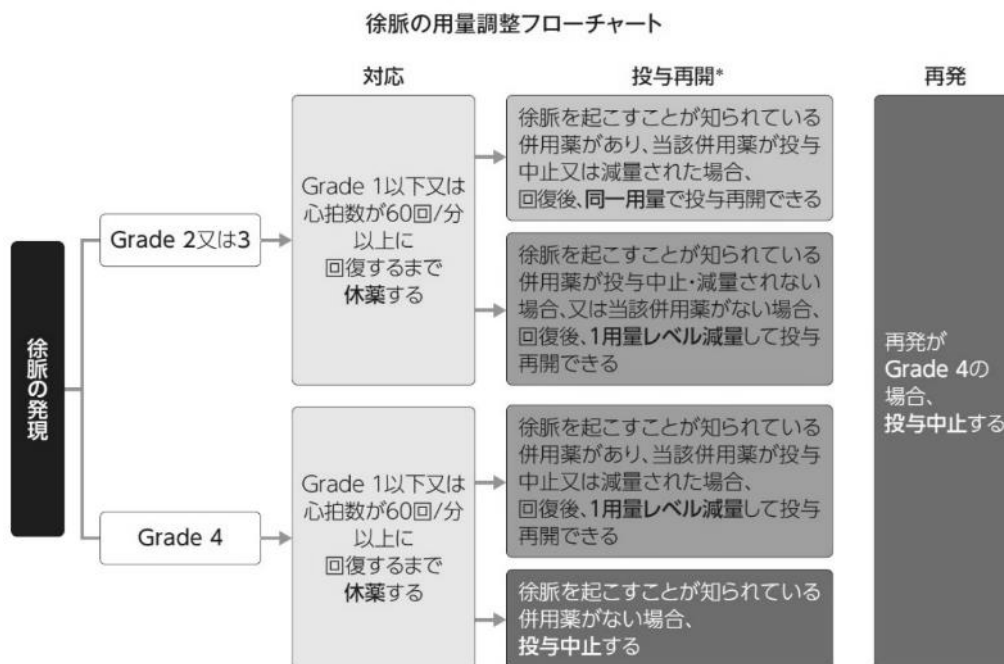 徐脈の用量調整フローチャート
対応
投与再開*
再発
徐脈の発現
Grade 2又は3
Grade 1以下又は
心拍数が60回/分
以上に
回復するまで
休薬する
徐脈を起こすことが知られている
併用薬があり、当該併用薬が投与
中止又は減量された場合、
回復後、同一用量で投与再開できる
徐脈を起こすことが知られている
併用薬が投与中止・減量されない
場合、又は当該併用薬がない場合、
回復後、1用量レベル減量して投与
再開できる
Grade 4
Grade 1以下又は
心拍数が60回/分
以上に
回復するまで
休薬する
徐脈を起こすことが知られている
併用薬があり、当該併用薬が投与
中止又は減量された場合、
回復後、1用量レベル減量して投与
再開できる
徐脈を起こすことが知られている
併用薬がない場合、
投与中止する
再発が
Grade 4の
場合、
投与中止する